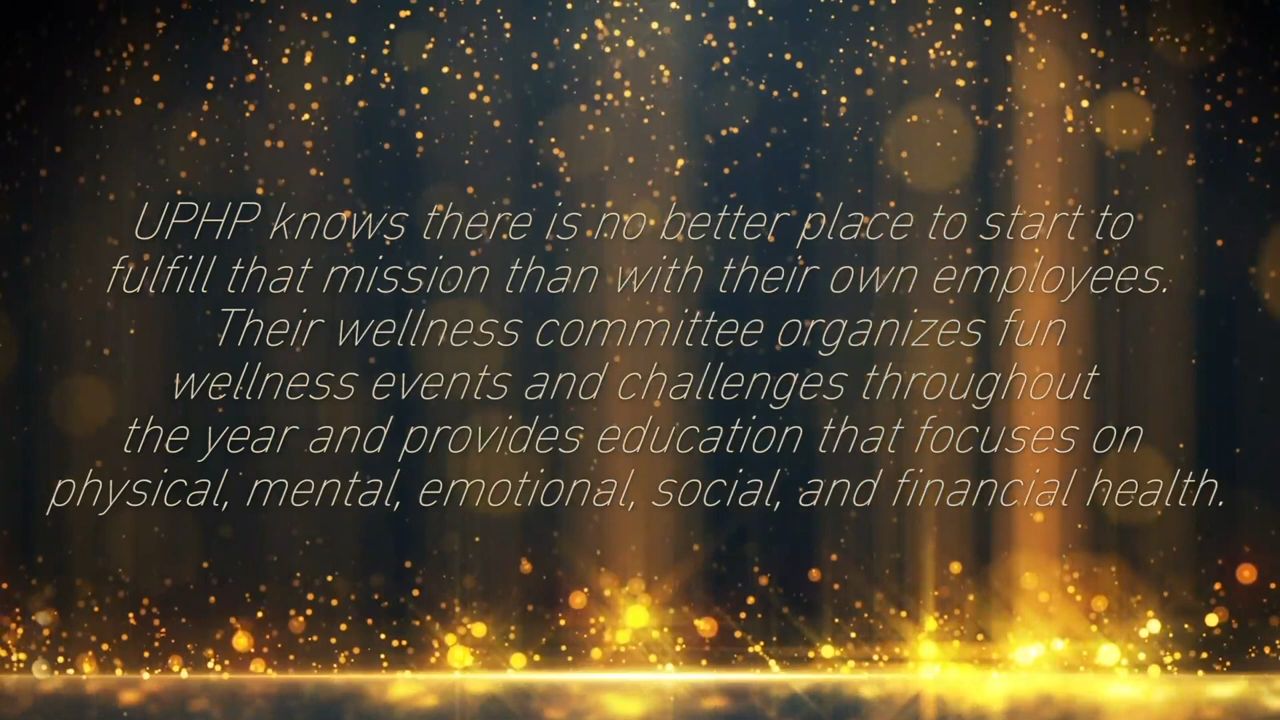 UPHP knows there is no better place to start to
fulfill that mission than with their own employees.
Their wellness committee organizes fun
wellness events and challenges throughout
the year and provides education that focuses on
physical, mental, emotional, social, and financial health.